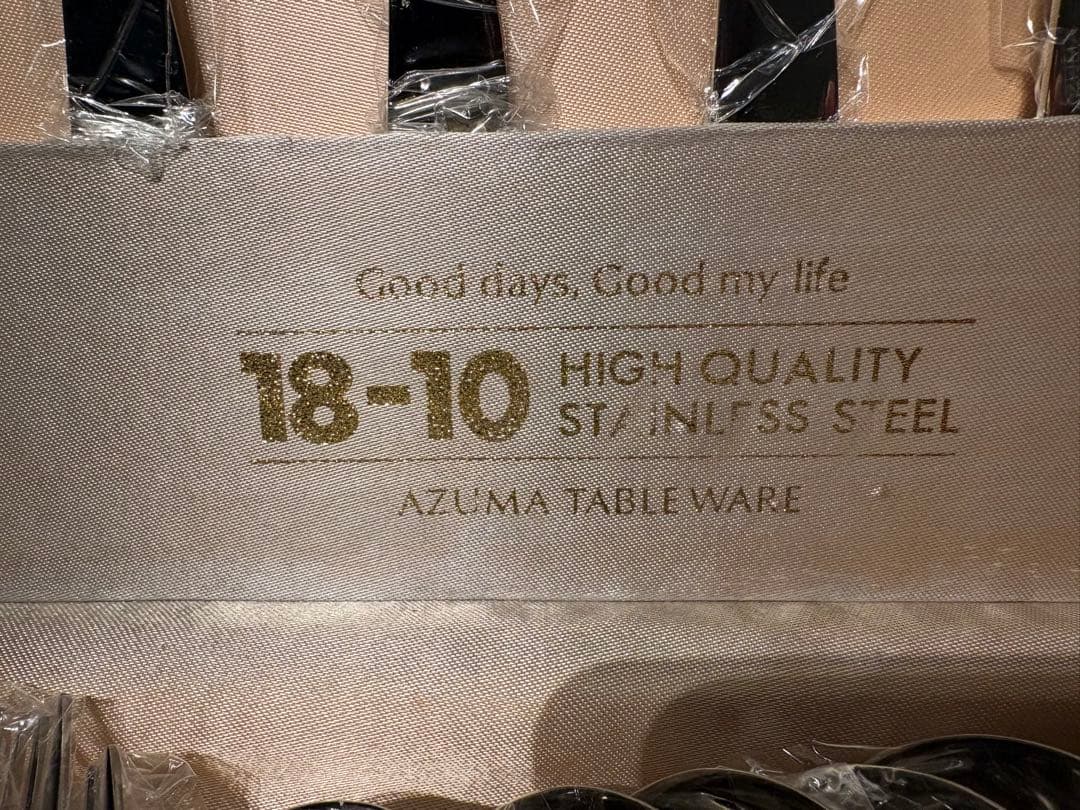 Good days, Good my life
18-10 HIGH QUALITY
STAINLESS STEEL
AZUMA TABLEWARE